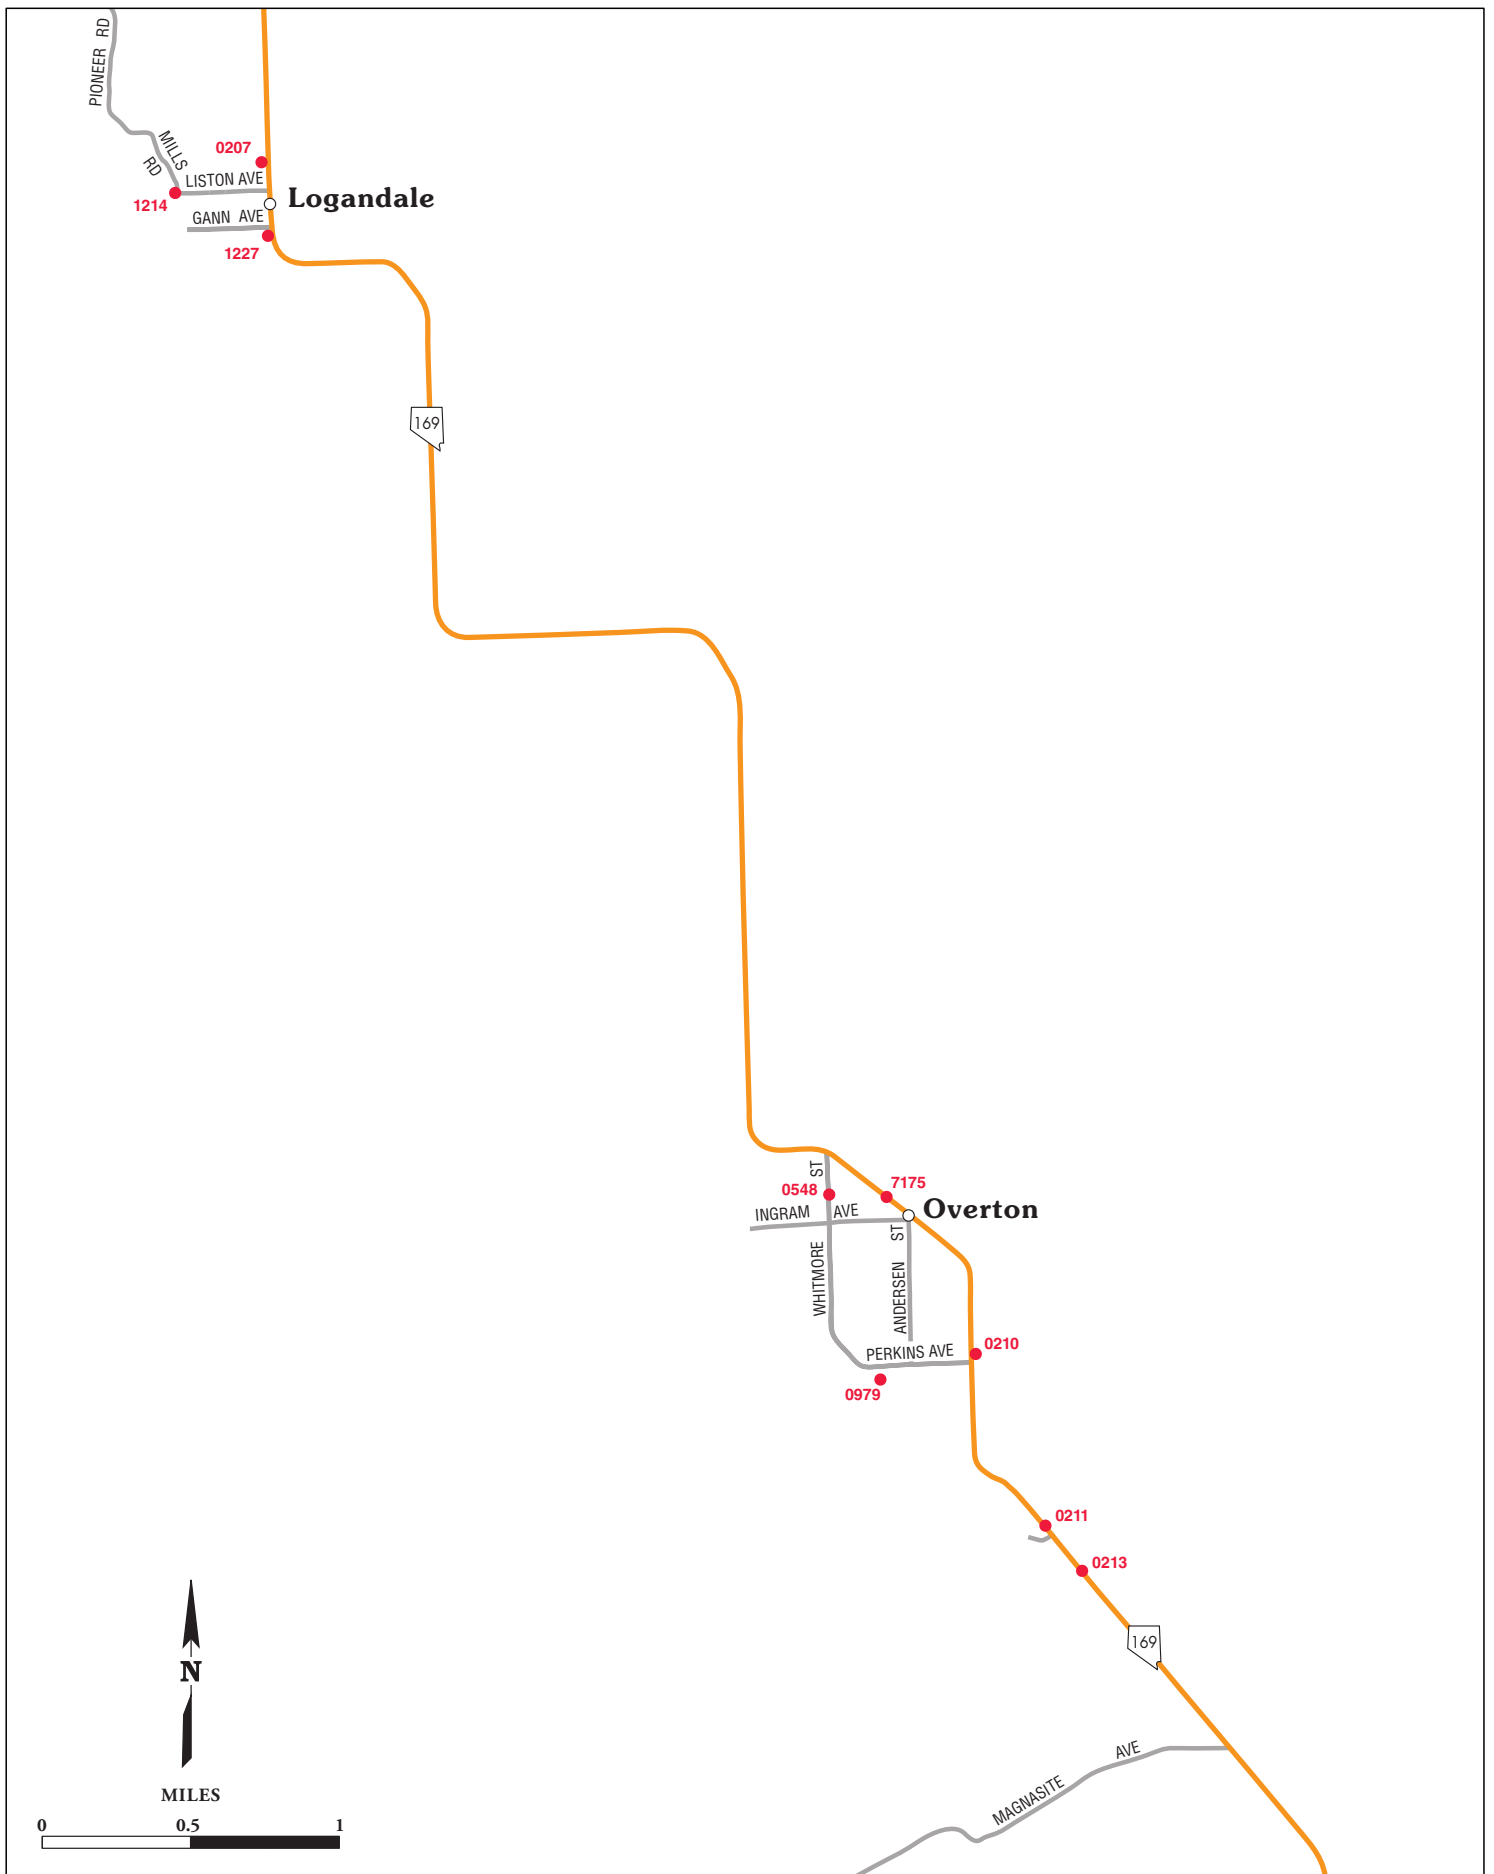 PIONEER RD
MILLS
RD
0207
LISTON AVE
1214
Logandale
GANN AVE
1227
169
ST
0548
7175
INGRAM AVE
Overton
ST
WHITMORE
ANDERSEN
0210
PERKINS AVE
0979
0211
0213
169
N
AVE
MAGNASITE
MILES
0 0.5 1